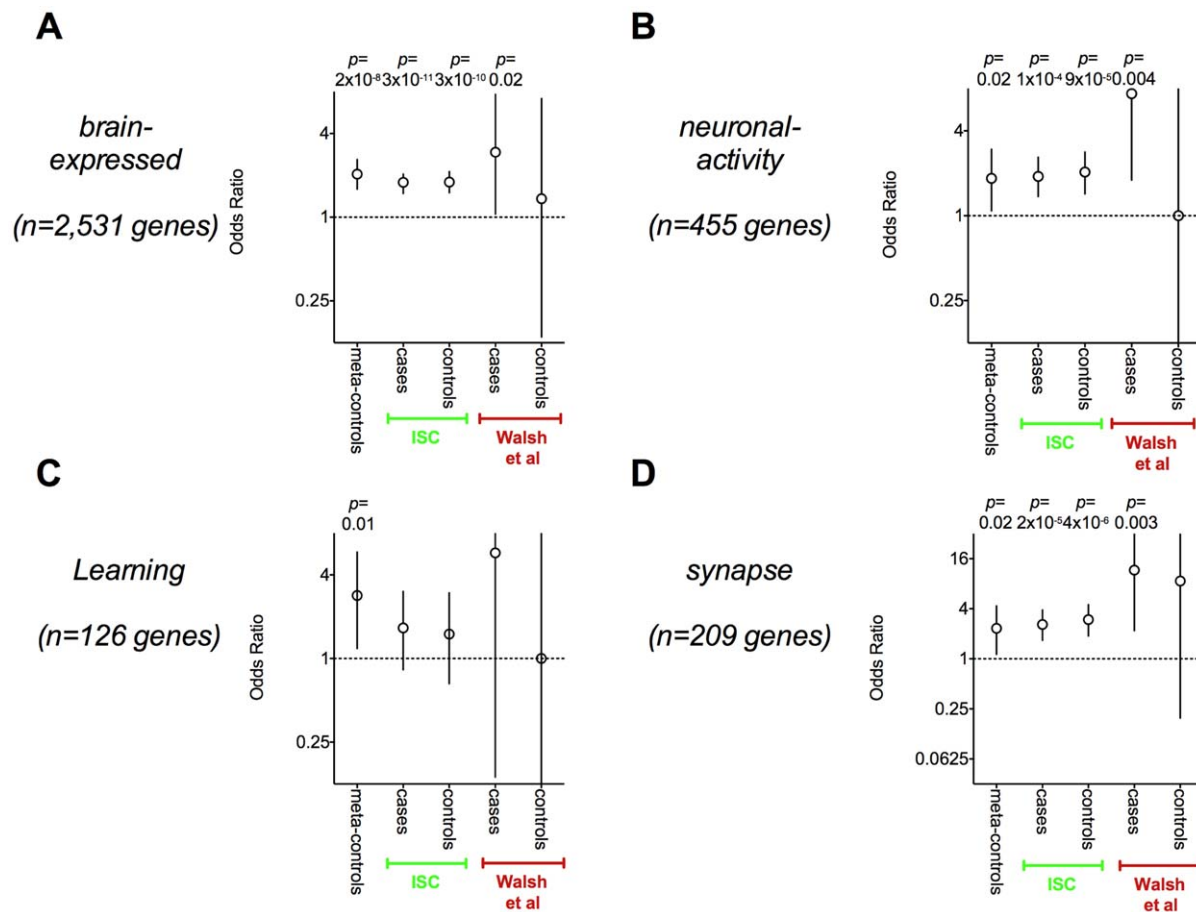 A
p= p= p= p=
2x10-8 3x10-11 3x10-10 0.02
brain-
expressed
(n=2,531 genes)
Odds Ratio
4
1
0.25
meta-controls
cases
controls
cases
controls
ISC
Walsh
et al
B
p= p= p= p=
0.02 1x10-4 9x10-5 0.004
neuronal-
activity
(n=455 genes)
Odds Ratio
4
1
0.25
meta-controls
cases
controls
cases
controls
ISC
Walsh
et al
C
p=
0.01
Learning
(n=126 genes)
Odds Ratio
4
1
0.25
meta-controls
cases
controls
cases
controls
ISC
Walsh
et al
D
p= p= p= p=
0.02 2x10-5 4x10-6 0.003
synapse
(n=209 genes)
Odds Ratio
16
4
1
0.25
0.0625
meta-controls
cases
controls
cases
controls
ISC
Walsh
et al